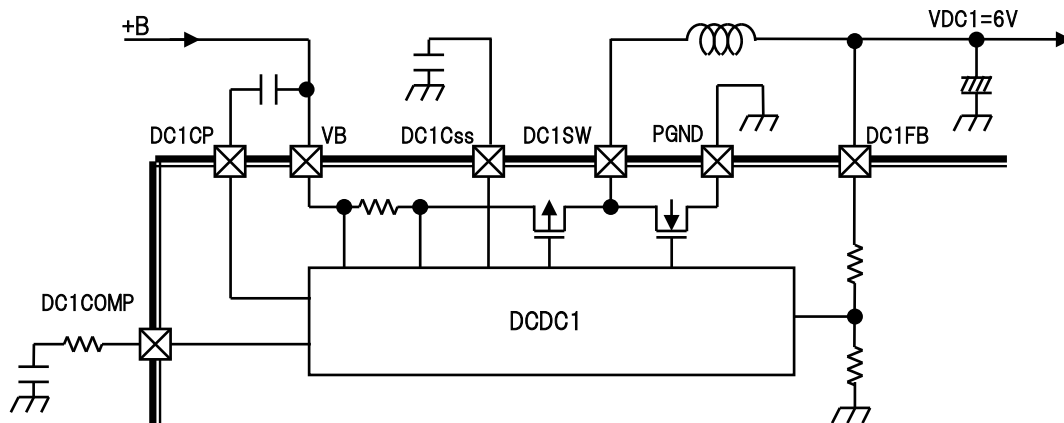 +B
VDC1=6V
DC1CP
VB
DC1Css
DC1SW
PGND
DC1FB
DC1COMP
DCDC1